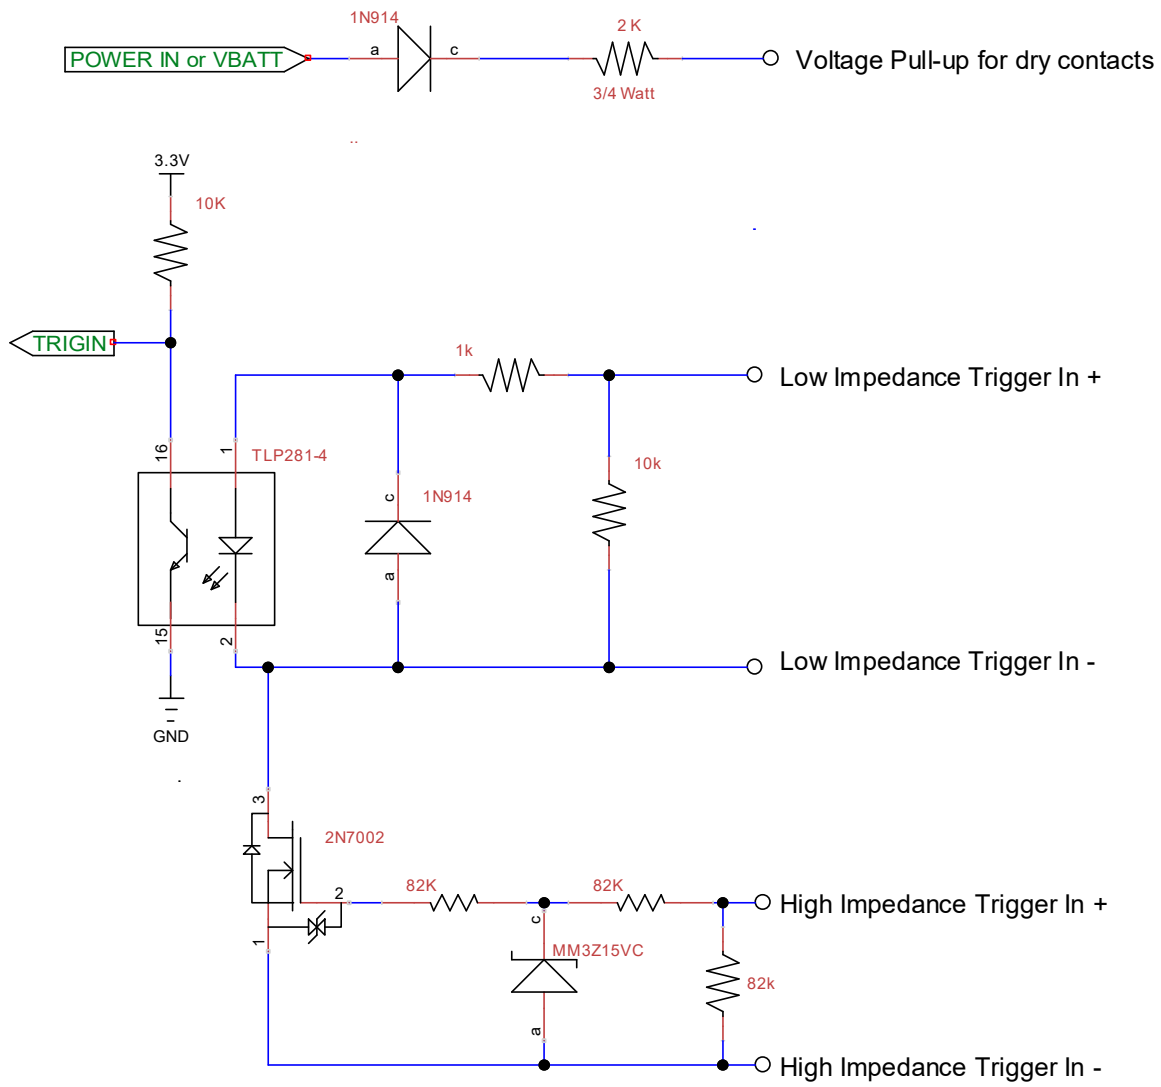 1N914
2 K
POWER IN or VBATT
a
c
Voltage Pull-up for dry contacts
3/4 Watt
3.3V
10K
TRIGIN
1k
Low Impedance Trigger In +
16
1
TLP281-4
10k
c
1N914
a
15
2
Low Impedance Trigger In -
GND
3
2N7002
82K
82K
2
High Impedance Trigger In +
c
1
MM3Z15VC
82k
a
High Impedance Trigger In -